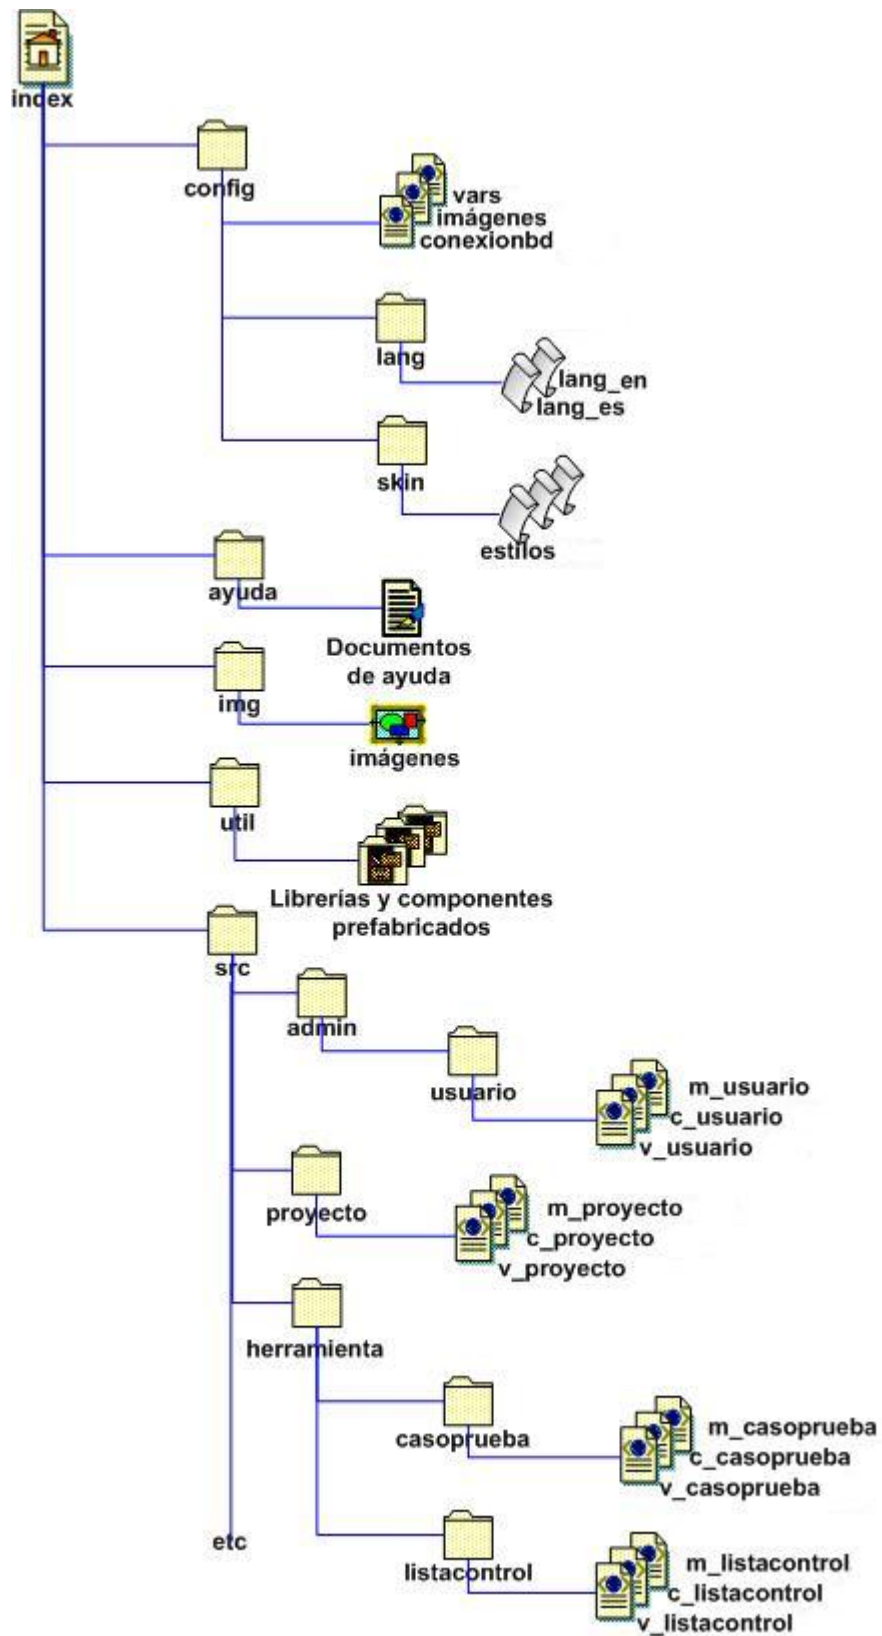 index
config
vars
imágenes
conexionbd
lang
lang_en
lang_es
skin
estilos
ayuda
Documentos
de ayuda
img
imágenes
util
Librerías y componentes
prefabricados
src
admin
usuario
m_usuario
c_usuario
v_usuario
proyecto
m_proyecto
c_proyecto
v_proyecto
herramienta
casoprueba
m_casoprueba
c_casoprueba
v_casoprueba
etc
listacontrol
m_listacontrol
c_listacontrol
v_listacontrol